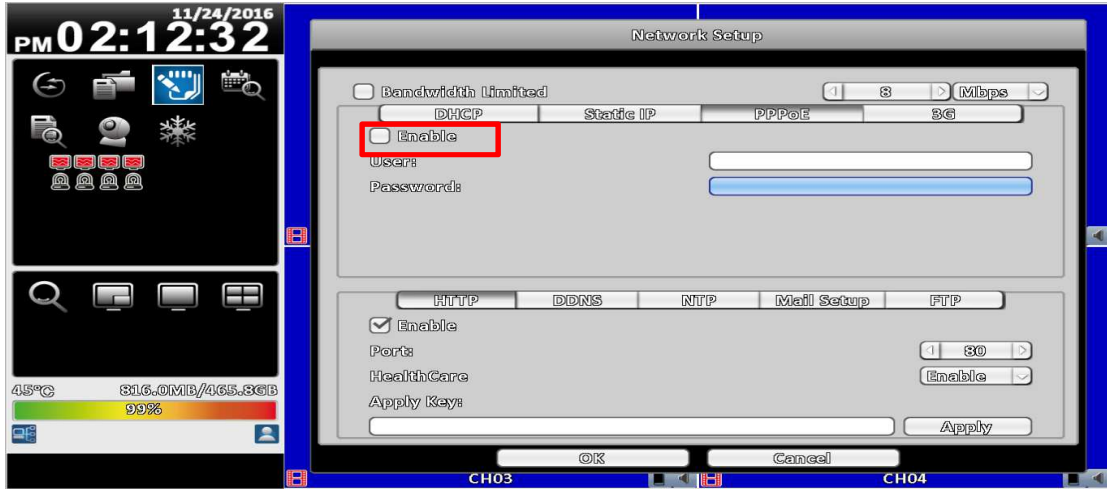 11/24/2016
PM 02:12:32
45°C 816.0MB/465.8GB
99%
Network Setup
Bandwidth Limited 8 Mbps
DHCP Static IP PPPoE 3G
Enable
User:
Password:
HTTP DDNS NTP Mail Setup FTP
Enable
Port: 80
HealthCare Enable
Apply Key:
Apply
OK Cancel
CH03 CH04